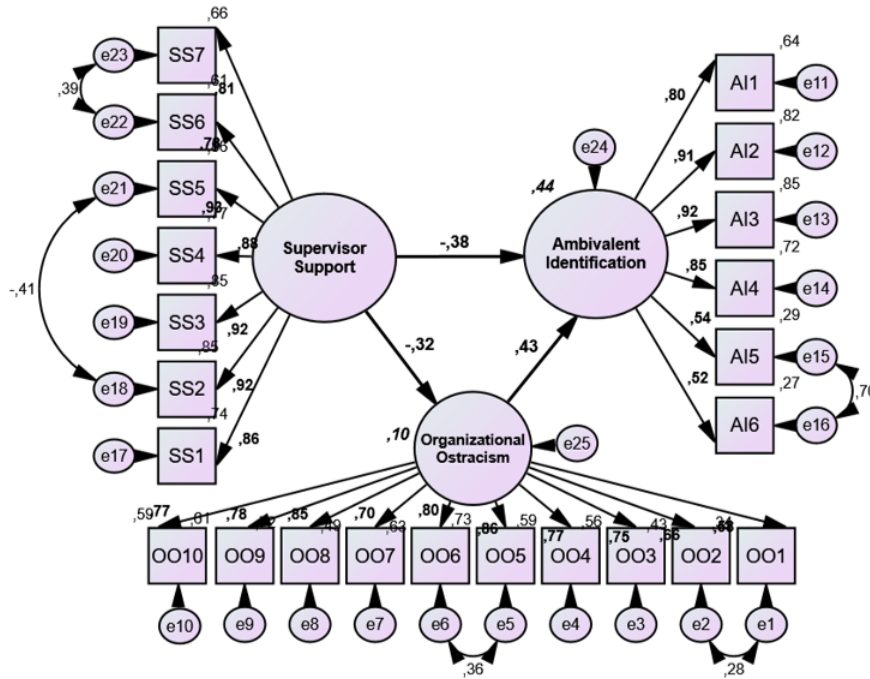 ,66
e23
SS7
,64
AI1
e11
,39
,61
,81
,80
e22
SS6
,82
e24
AI2
e12
,78
,91
e21
SS5
,44
,85
,93
,77
,92
AI3
e13
Supervisor
Support
-,38
Ambivalent
Identification
e20
SS4
,88
,72
,85
,85
AI4
e14
-,41
e19
SS3
,92
,54
,29
-,32
,43
AI5
e15
,85
,52
,27
e18
SS2
,92
,74
AI6
e16
,10
Organizational
Ostracism
e25
e17
SS1
,86
,59
,77
,61
,78
,85
,49
,70
,63
,80
,73
,86
,59
,77
,56
,75
,43
,66
OO10
OO9
OO8
OO7
OO6
OO5
OO4
OO3
OO2
OO1
e10
e9
e8
e7
e6
e5
e4
e3
e2
e1
,36
,28